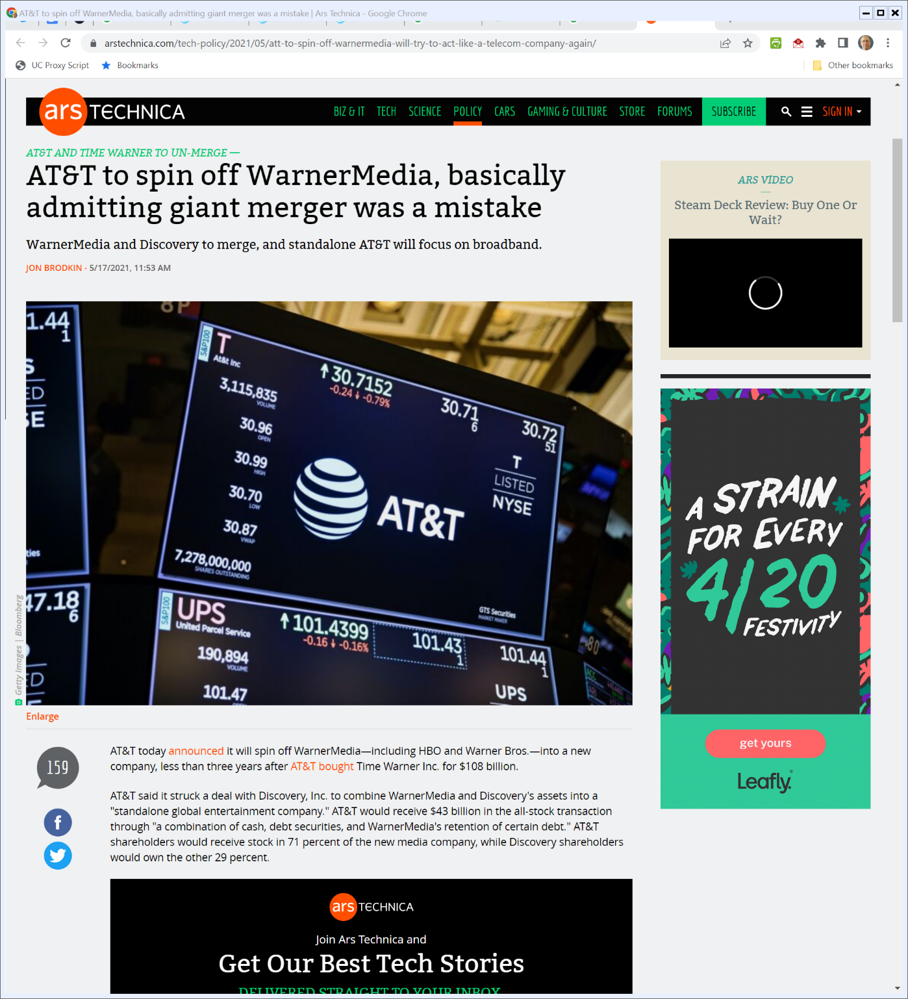 AT&T to spin off WarnerMedia, basically admitting giant merger was a mistake | Ars Technica - Google Chrome
arstechnica.com/tech-policy/2021/05/att-to-spin-off-warnermedia-will-try-to-act-like-a-telecom-company-again/
UC Proxy Script Bookmarks Other bookmarks
ars TECHNICA
BIZ & IT TECH SCIENCE POLICY CARS GAMING & CULTURE STORE FORUMS SUBSCRIBE SIGN IN
AT&T AND TIME WARNER TO UN-MERGE —
AT&T to spin off WarnerMedia, basically
admitting giant merger was a mistake
WarnerMedia and Discovery to merge, and standalone AT&T will focus on broadband.
JON BRODKIN - 5/17/2021, 11:53 AM
ARS VIDEO
Steam Deck Review: Buy One Or
Wait?
1.44
1
S
ED
SE
ties
47.18
6
ED
8P
S&P100
T
At&t Inc
30.7152
-0.24 -0.79%
30.71
6
30.72
51
3,115,835
VOLUME
30.96
OPEN
30.99
HIGH
30.70
LOW
30.87
VWAP
7,278,000,000
SHARES OUTSTANDING
AT&T
T
LISTED
NYSE
GTS Securities
MARKET MAKER
S&P100
UPS
United Parcel Service
101.4399
-0.16 -0.16%
101.43
1
101.44
1
190,894
VOLUME
101.47
UPS
Getty Images | Bloomberg
Enlarge
A STRAIN
FOR EVERY
4/20
FESTIVITY
get yours
Leafly.
159
AT&T today announced it will spin off WarnerMedia—including HBO and Warner Bros.—into a new
company, less than three years after AT&T bought Time Warner Inc. for $108 billion.
AT&T said it struck a deal with Discovery, Inc. to combine WarnerMedia and Discovery's assets into a
"standalone global entertainment company." AT&T would receive $43 billion in the all-stock transaction
through "a combination of cash, debt securities, and WarnerMedia's retention of certain debt." AT&T
shareholders would receive stock in 71 percent of the new media company, while Discovery shareholders
would own the other 29 percent.
ars TECHNICA
Join Ars Technica and
Get Our Best Tech Stories
DELIVERED STRAIGHT TO YOUR INBOX